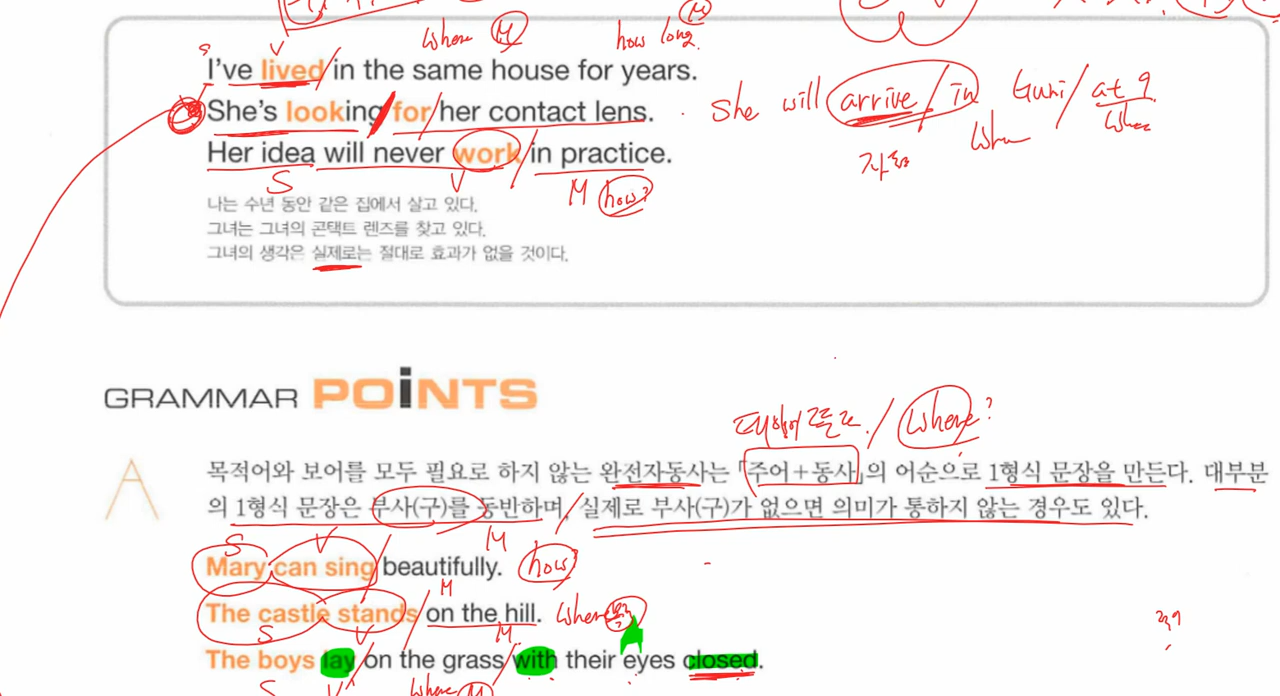 Where M
how long. M
S V
I've lived in the same house for years.
She's looking for her contact lens.
She will arrive / in Guri / at 9
자동
Her idea will never work in practice.
S V M how?
나는 수년 동안 같은 집에서 살고 있다.
그녀는 그녀의 콘택트 렌즈를 찾고 있다.
그녀의 생각은 실제로는 절대로 효과가 없을 것이다.
GRAMMAR POiNTS
/ Where?
A
목적어와 보어를 모두 필요로 하지 않는 완전자동사는 「주어+동사」의 어순으로 1형식 문장을 만든다. 대부분
의 1형식 문장은 부사(구)를 동반하며, 실제로 부사(구)가 없으면 의미가 통하지 않는 경우도 있다.
S V M
Mary can sing beautifully. how?
M
The castle stands on the hill. Where
S V M
The boys lay on the grass with their eyes closed.
S V Where M